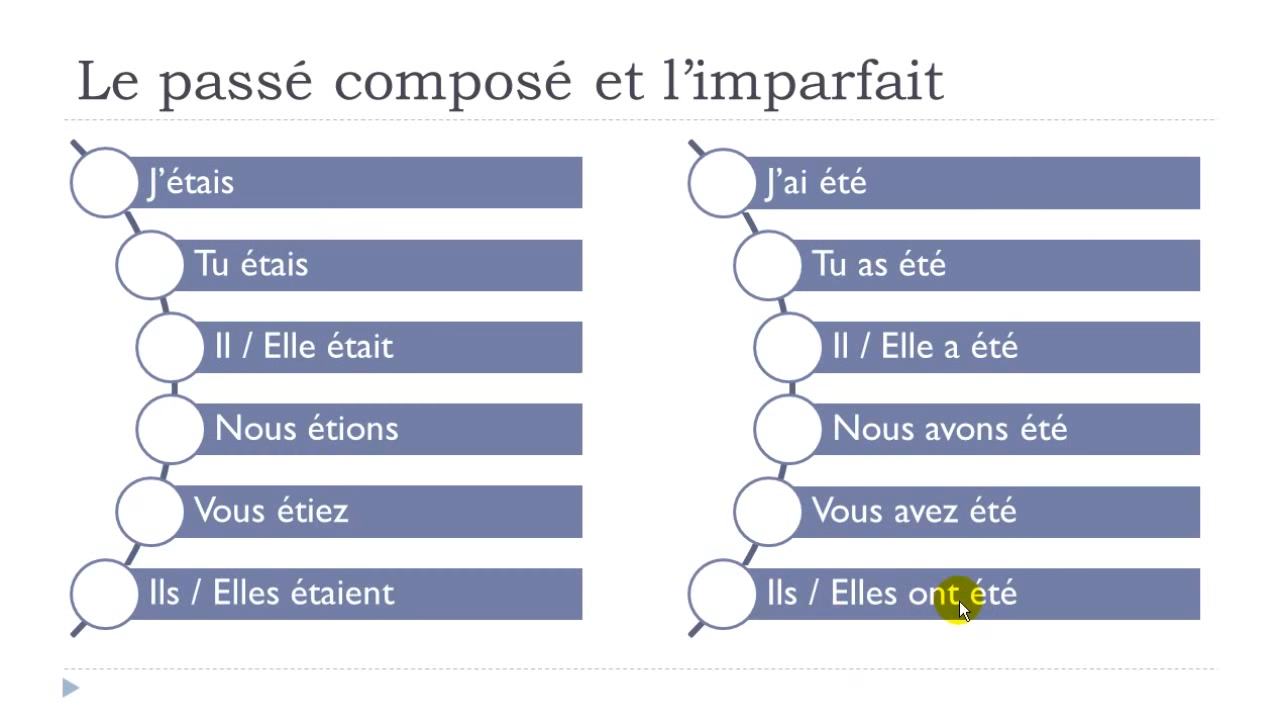 Le passé composé et l’imparfait
J’étais
Tu étais
Il / Elle était
Nous étions
Vous étiez
Ils / Elles étaient
J’ai été
Tu as été
Il / Elle a été
Nous avons été
Vous avez été
Ils / Elles ont été